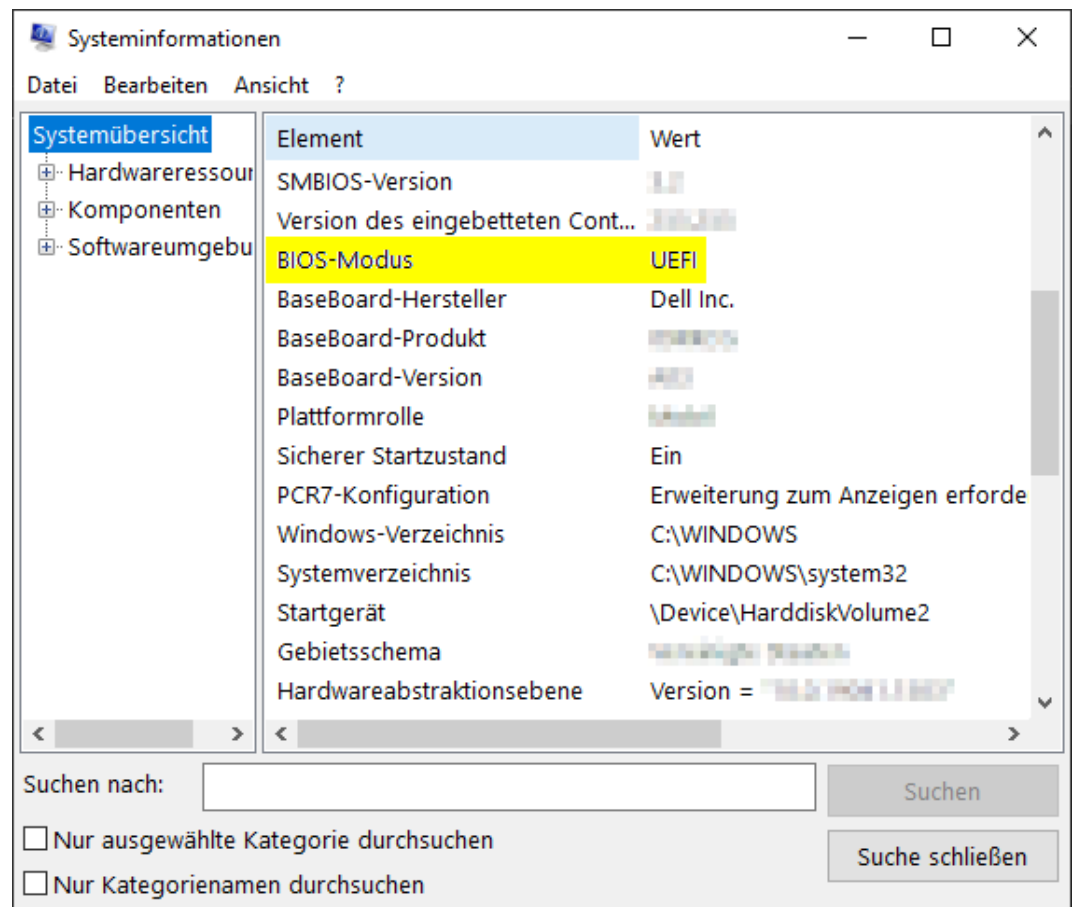 Systeminformationen
Datei Bearbeiten Ansicht ?
Systemübersicht
Hardwareressour
Komponenten
Softwareumgebu
Element Wert
SMBIOS-Version
Version des eingebetteten Cont...
BIOS-Modus UEFI
BaseBoard-Hersteller Dell Inc.
BaseBoard-Produkt
BaseBoard-Version
Plattformrolle
Sicherer Startzustand Ein
PCR7-Konfiguration Erweiterung zum Anzeigen erforde
Windows-Verzeichnis C:\WINDOWS
Systemverzeichnis C:\WINDOWS\system32
Startgerät \Device\HarddiskVolume2
Gebietsschema
Hardwareabstraktionsebene Version =
Suchen nach:
Suchen
Nur ausgewählte Kategorie durchsuchen
Suche schließen
Nur Kategorienamen durchsuchen